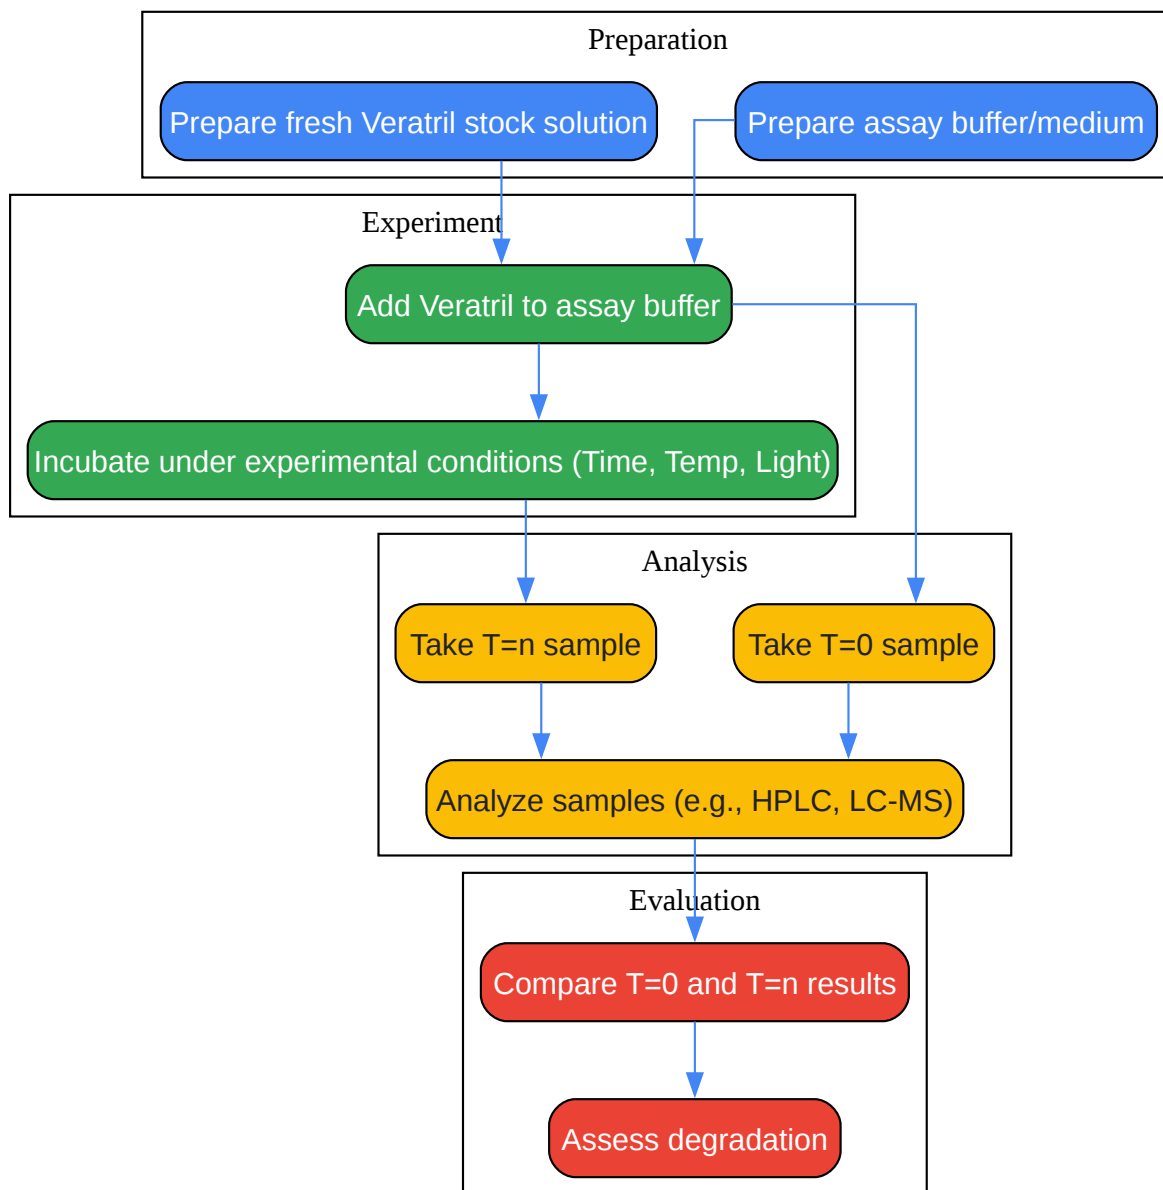 Preparation
Prepare fresh Veratril stock solution
Prepare assay buffer/medium
Experiment
Add Veratril to assay buffer
Incubate under experimental conditions (Time, Temp, Light)
Analysis
Take T=n sample
Take T=0 sample
Analyze samples (e.g., HPLC, LC-MS)
Evaluation
Compare T=0 and T=n results
Assess degradation